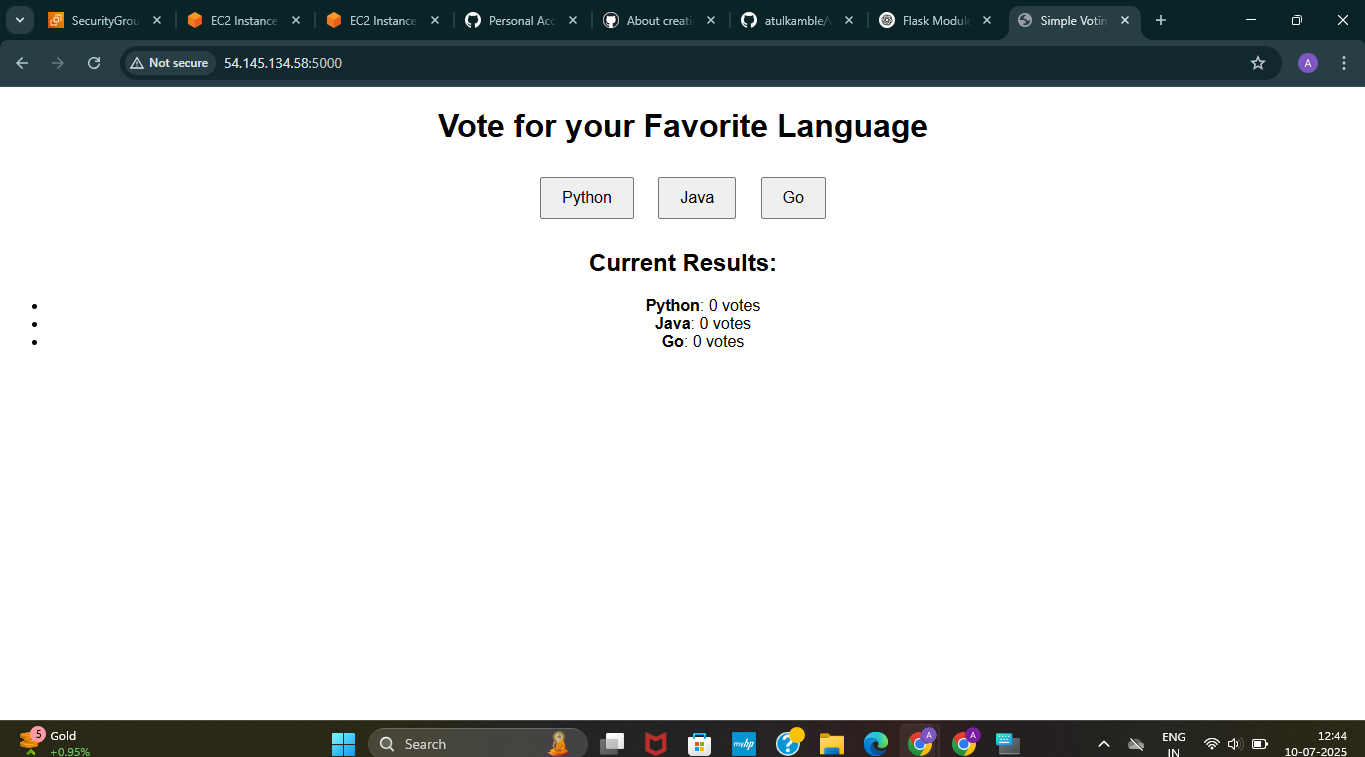 SecurityGrou
EC2 Instance
EC2 Instance
Personal Acc
About creati
atulkamble/v
Flask Module
Simple Votin
Not secure
54.145.134.58:5000
A
Vote for your Favorite Language
Python
Java
Go
Current Results:
Python: 0 votes
Java: 0 votes
Go: 0 votes
5
Gold
+0.95%
Search
myhp
A
A
ENG
IN
12:44
10-07-2025